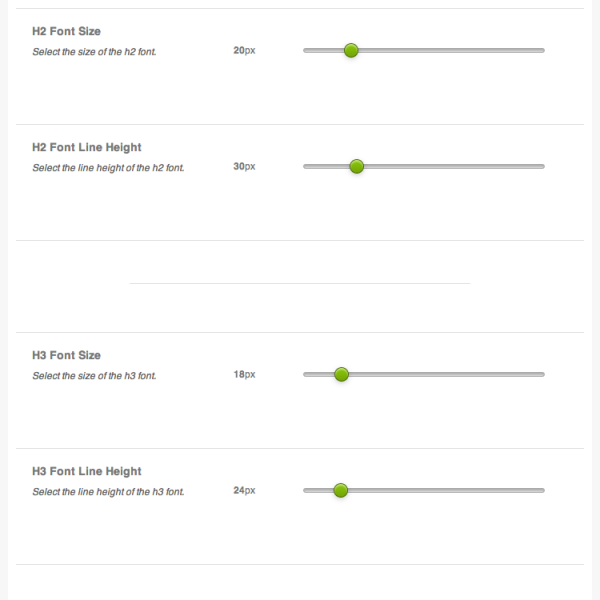 H2 Font Size
Select the size of the h2 font.
20px
H2 Font Line Height
Select the line height of the h2 font.
30px
H3 Font Size
Select the size of the h3 font.
18px
H3 Font Line Height
Select the line height of the h3 font.
24px